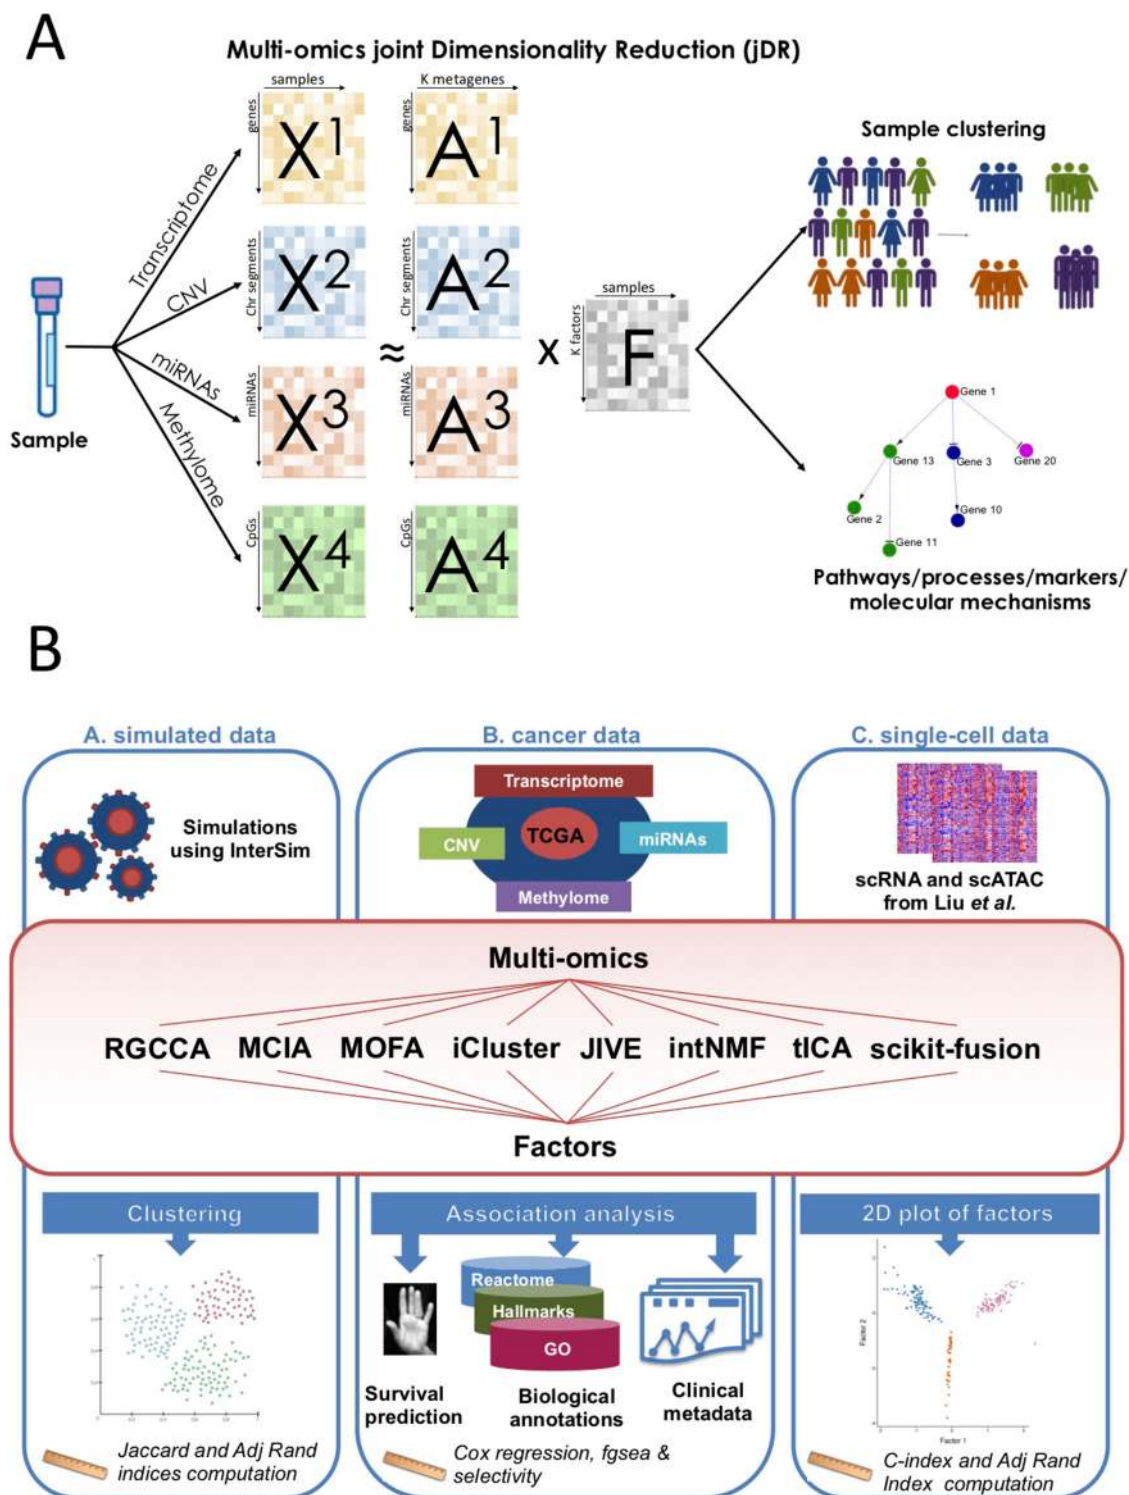 A
Multi-omics joint Dimensionality Reduction (jDR)
samples
K metagenes
genes
X1
genes
A1
Transcriptome
CNV
miRNAs
Methylome
Sample
Chr segments
X2
Chr segments
A2
≈
x
samples
K factors
F
miRNAs
X3
miRNAs
A3
CpGs
X4
CpGs
A4
Sample clustering
Gene 1
Gene 13
Gene 3
Gene 20
Gene 2
Gene 10
Gene 11
Pathways/processes/markers/
molecular mechanisms
B
A. simulated data
B. cancer data
C. single-cell data
Simulations
using InterSim
Transcriptome
CNV
TCGA
miRNAs
Methylome
scRNA and scATAC
from Liu et al.
Multi-omics
RGCCA MCIA MOFA iCluster JIVE intNMF tICA scikit-fusion
Factors
Clustering
Association analysis
2D plot of factors
Reactome
Hallmarks
GO
Survival
prediction
Biological
annotations
Clinical
metadata
Factor 2
Factor 1
Jaccard and Adj Rand
indices computation
Cox regression, fgsea &
selectivity
C-index and Adj Rand
Index computation